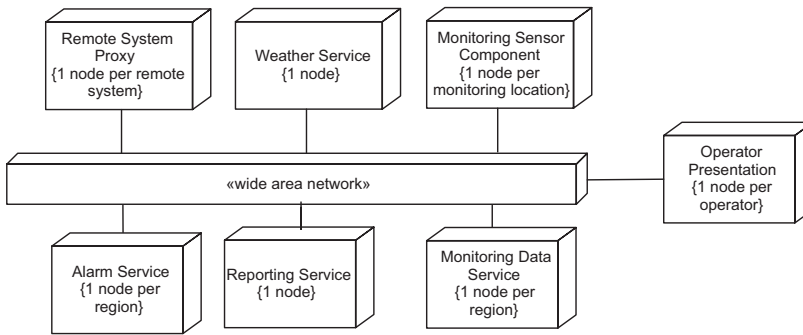 Remote System
Proxy
{1 node per remote
system}
Weather Service
{1 node}
Monitoring Sensor
Component
{1 node per
monitoring location}
«wide area network»
Operator
Presentation
{1 node per
operator}
Alarm Service
{1 node per
region}
Reporting Service
{1 node}
Monitoring Data
Service
{1 node per
region}